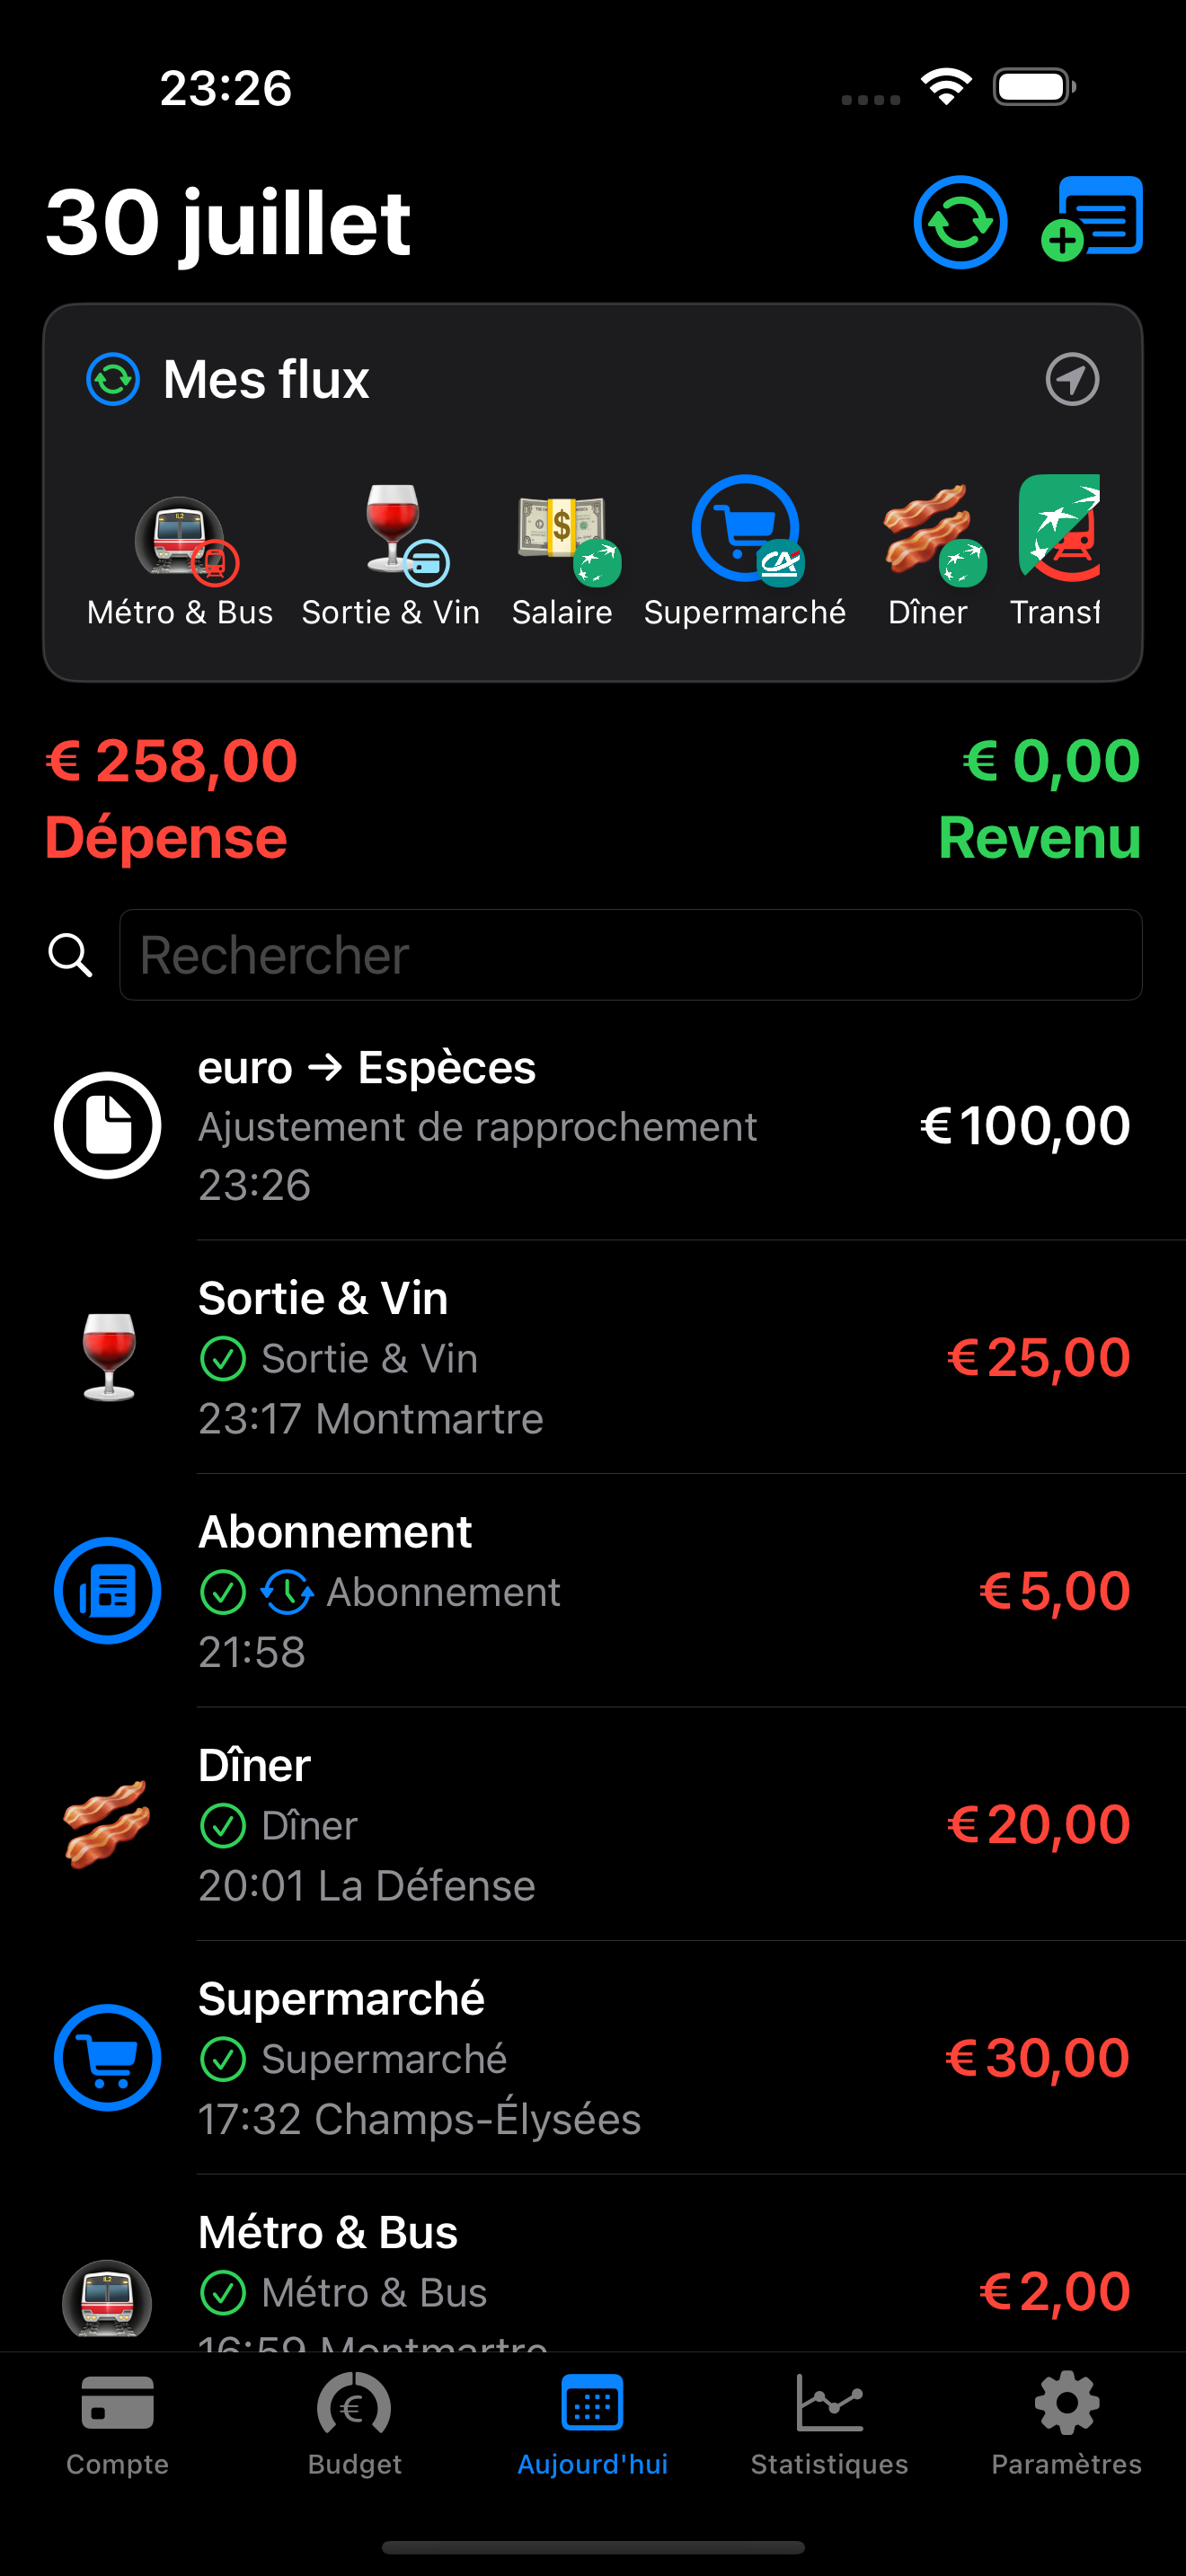 23:26
30 juillet
Mes flux
Métro & Bus
Sortie & Vin
Salaire
Supermarché
Dîner
Transf
€ 258,00
€ 0,00
Dépense
Revenu
Rechercher
euro → Espèces
Ajustement de rapprochement
€100,00
23:26
Sortie & Vin
Sortie & Vin
€25,00
23:17 Montmartre
Abonnement
Abonnement
€5,00
21:58
Dîner
Dîner
€20,00
20:01 La Défense
Supermarché
Supermarché
€30,00
17:32 Champs-Élysées
Métro & Bus
Métro & Bus
€2,00
16:59 Montmartre
Compte
Budget
Aujourd'hui
Statistiques
Paramètres